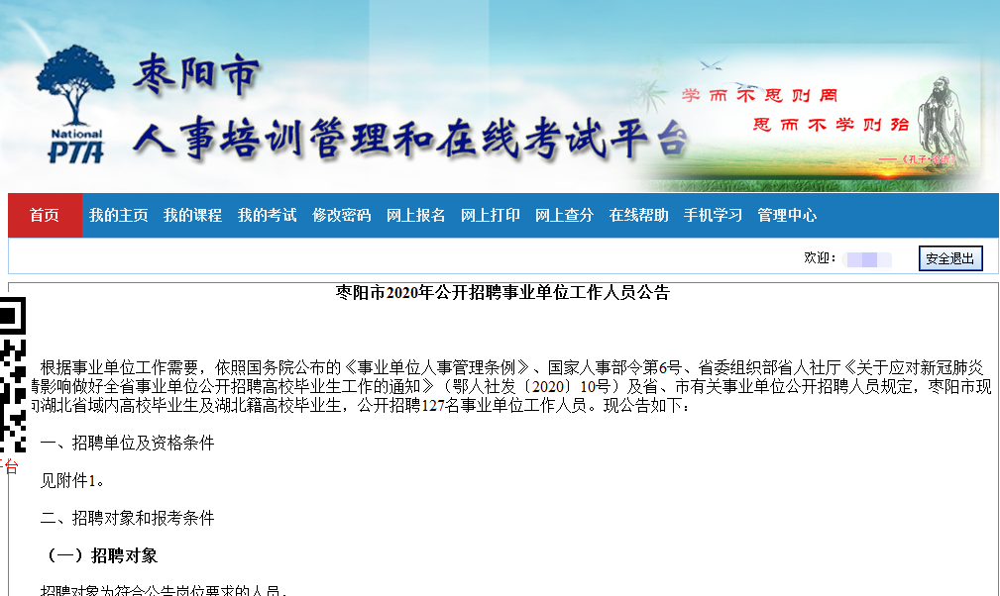 枣阳市
人事培训管理和在线考试平台
National
PTA
学而不思则罔
思而不学则殆
——《孔子·论语》
首页 我的主页 我的课程 我的考试 修改密码 网上报名 网上打印 网上查分 在线帮助 手机学习 管理中心
欢迎：
安全退出
枣阳市2020年公开招聘事业单位工作人员公告
根据事业单位工作需要，依照国务院公布的《事业单位人事管理条例》、国家人事部令第6号、省委组织部省人社厅《关于应对新冠肺炎
情影响做好全省事业单位公开招聘高校毕业生工作的通知》（鄂人社发〔2020〕10号）及省、市有关事业单位公开招聘人员规定，枣阳市现
向湖北省域内高校毕业生及湖北籍高校毕业生，公开招聘127名事业单位工作人员。现公告如下：
一、招聘单位及资格条件
平台
见附件1。
二、招聘对象和报考条件
（一）招聘对象
招聘对象为符合公告岗位要求的人员。